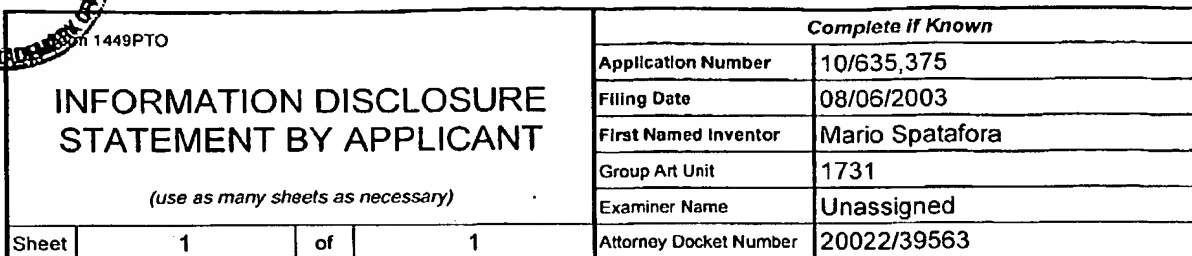 1449PTO
INFORMATION DISCLOSURE
STATEMENT BY APPLICANT
(use as many sheets as necessary)
Sheet 1 of 1
Complete if Known
Application Number 10/635,375
Filing Date 08/06/2003
First Named Inventor Mario Spatafora
Group Art Unit 1731
Examiner Name Unassigned
Attorney Docket Number 20022/39563